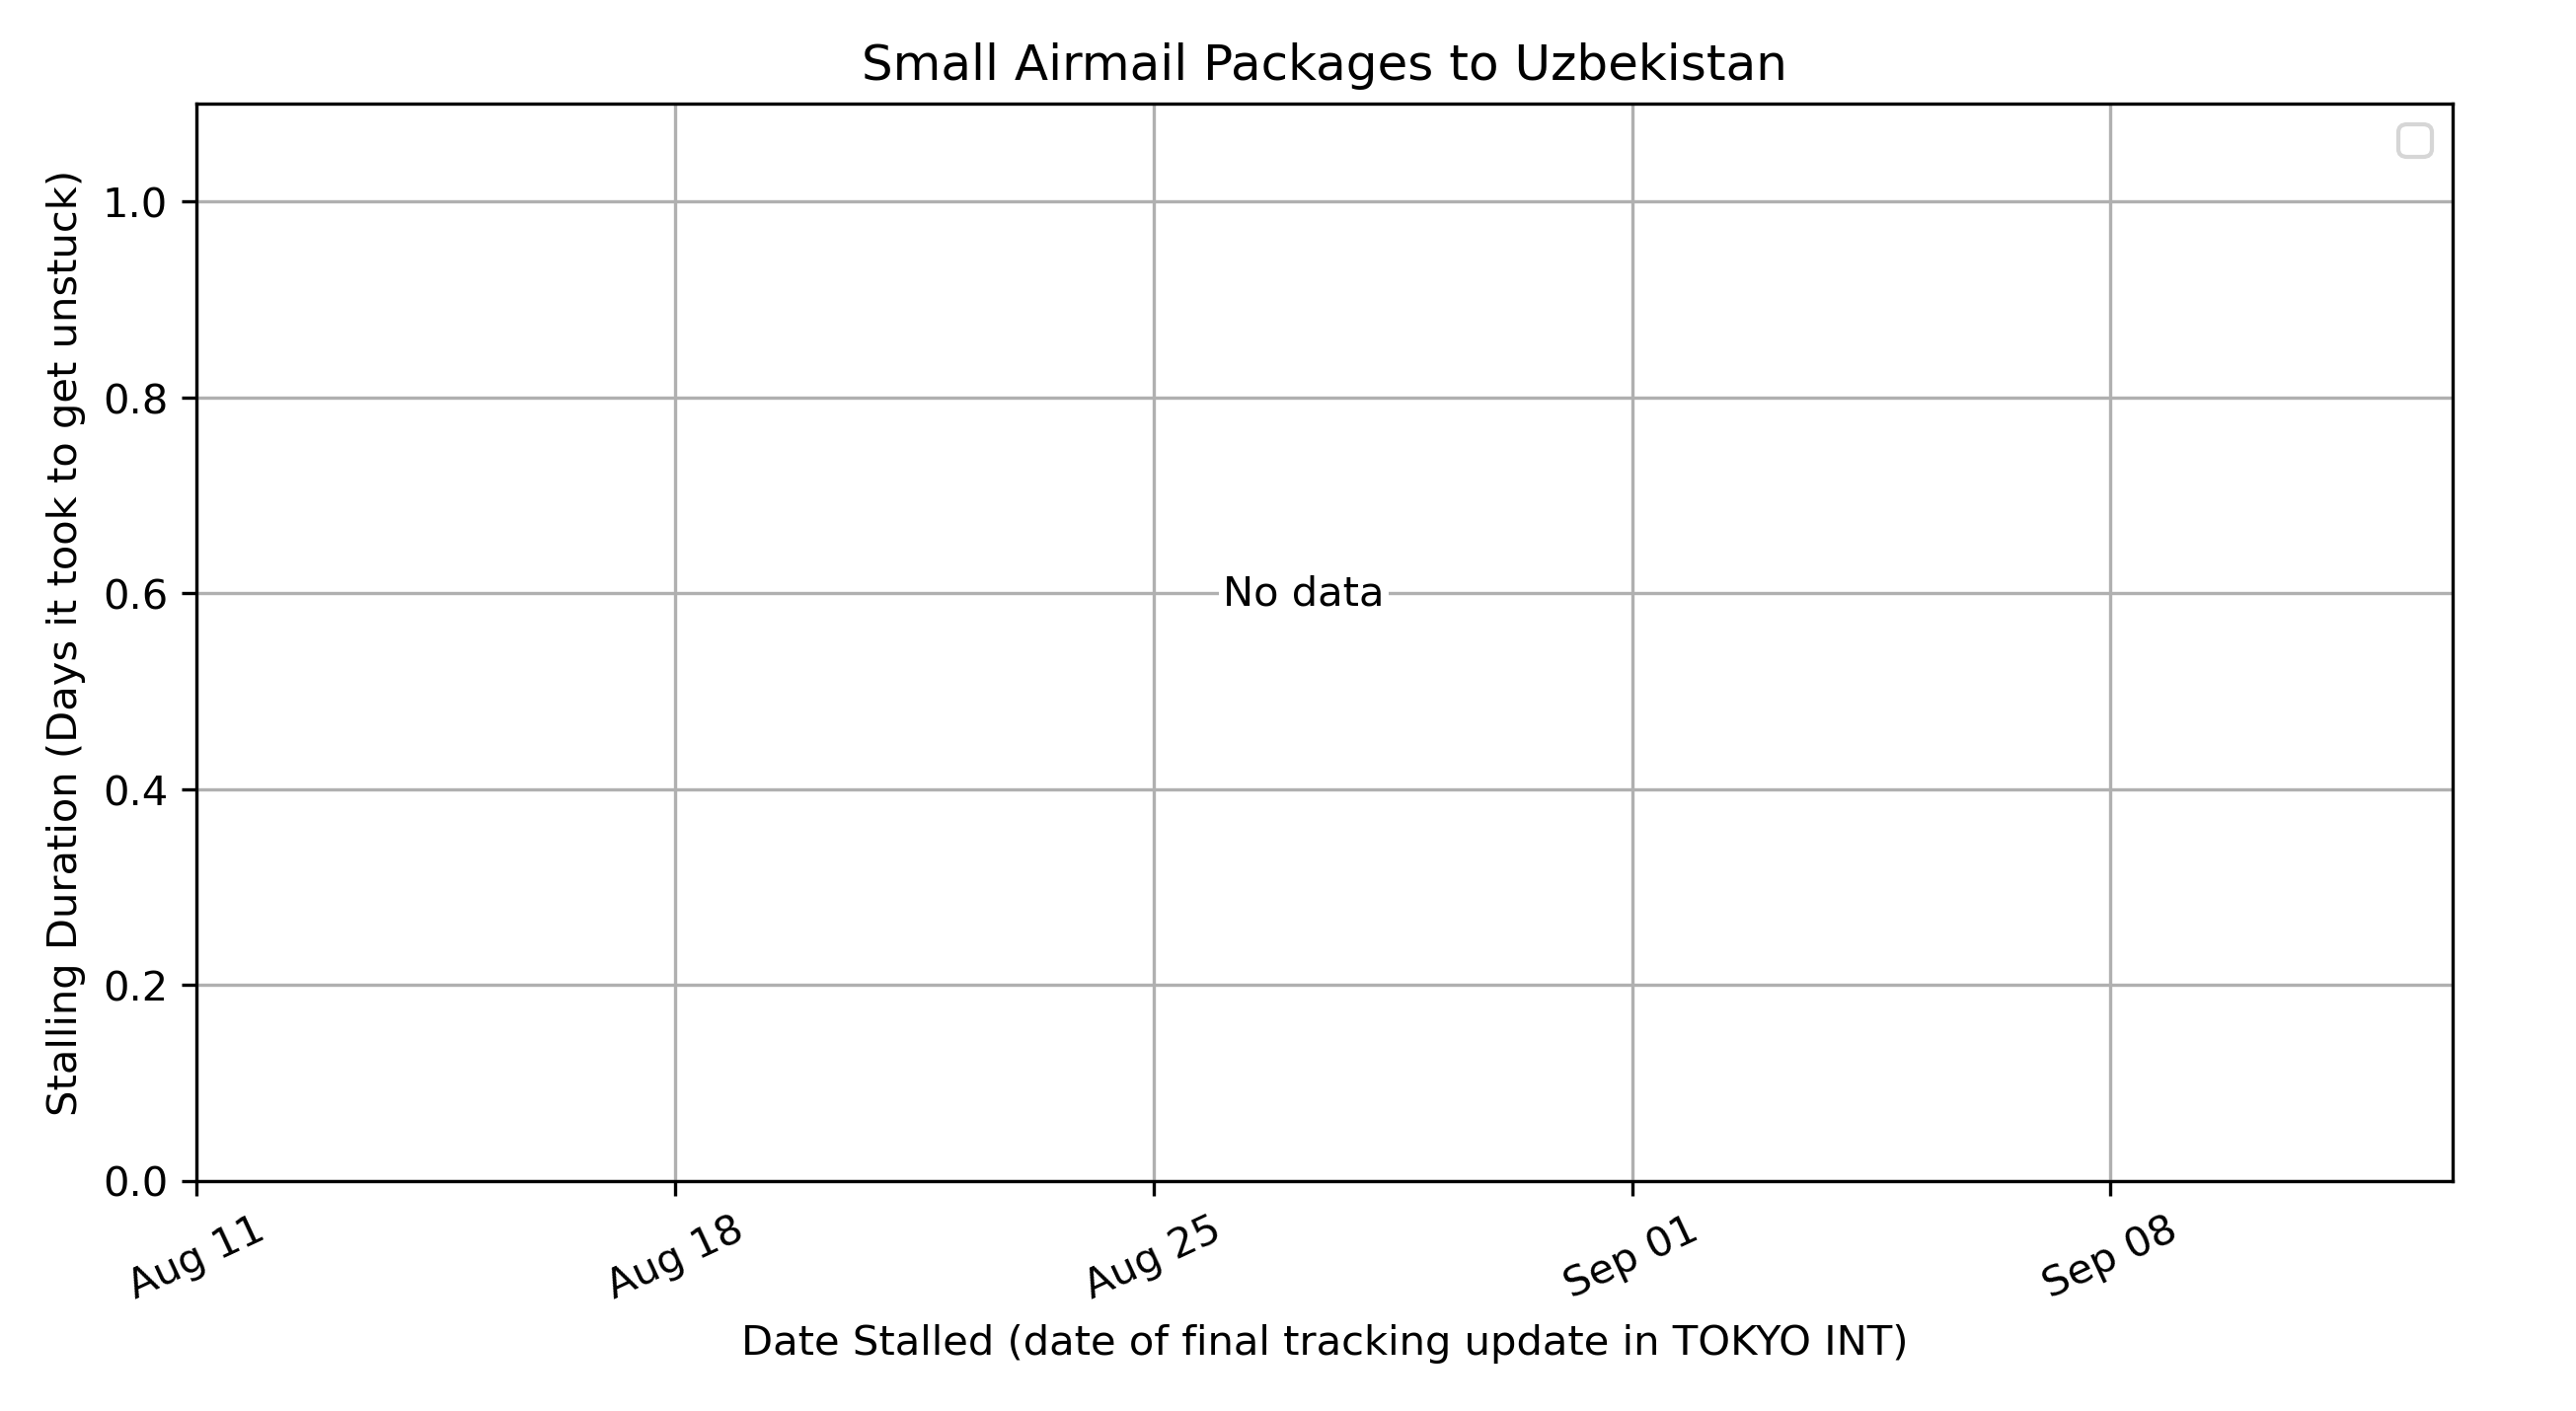 Small Airmail Packages to Uzbekistan
Stalling Duration (Days it took to get unstuck)
1.0
0.8
0.6
0.4
0.2
0.0
No data
Aug 11
Aug 18
Aug 25
Sep 01
Sep 08
Date Stalled (date of final tracking update in TOKYO INT)